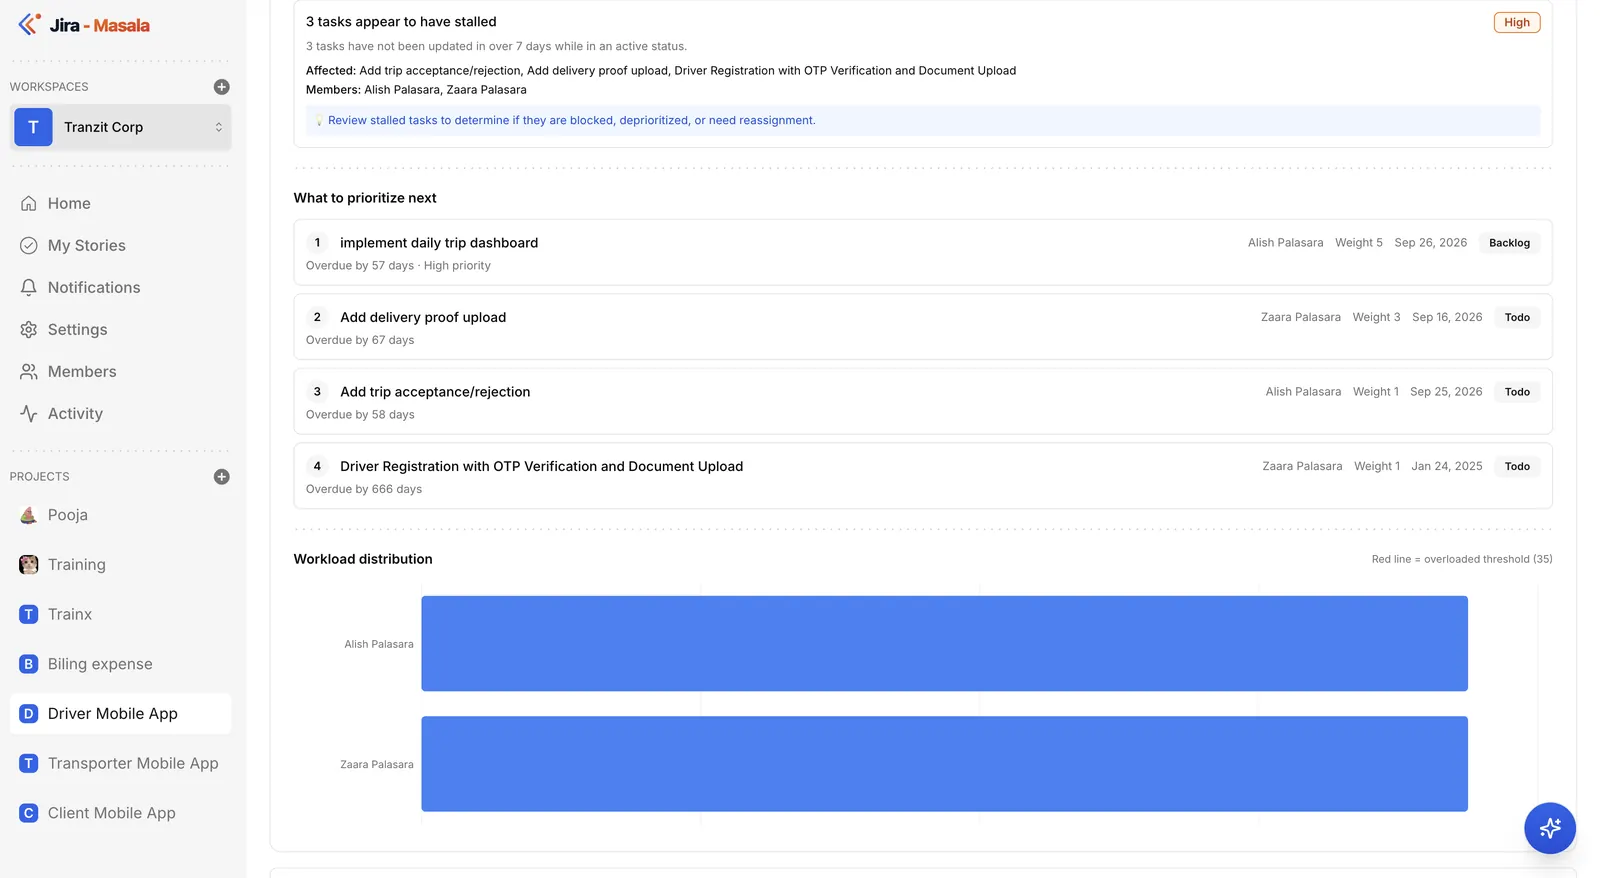 Jira - Masala
WORKSPACES
T
Tranzit Corp
Home
My Stories
Notifications
Settings
Members
Activity
PROJECTS
Pooja
Training
T
Trainx
B
Biling expense
D
Driver Mobile App
T
Transporter Mobile App
C
Client Mobile App
3 tasks appear to have stalled
High
3 tasks have not been updated in over 7 days while in an active status.
Affected: Add trip acceptance/rejection, Add delivery proof upload, Driver Registration with OTP Verification and Document Upload
Members: Alish Palasara, Zaara Palasara
Review stalled tasks to determine if they are blocked, deprioritized, or need reassignment.
What to prioritize next
1 implement daily trip dashboard Alish Palasara Weight 5 Sep 26, 2026 Backlog
Overdue by 57 days · High priority
2 Add delivery proof upload Zaara Palasara Weight 3 Sep 16, 2026 Todo
Overdue by 67 days
3 Add trip acceptance/rejection Alish Palasara Weight 1 Sep 25, 2026 Todo
Overdue by 58 days
4 Driver Registration with OTP Verification and Document Upload Zaara Palasara Weight 1 Jan 24, 2025 Todo
Overdue by 666 days
Workload distribution
Red line = overloaded threshold (35)
Alish Palasara
Zaara Palasara